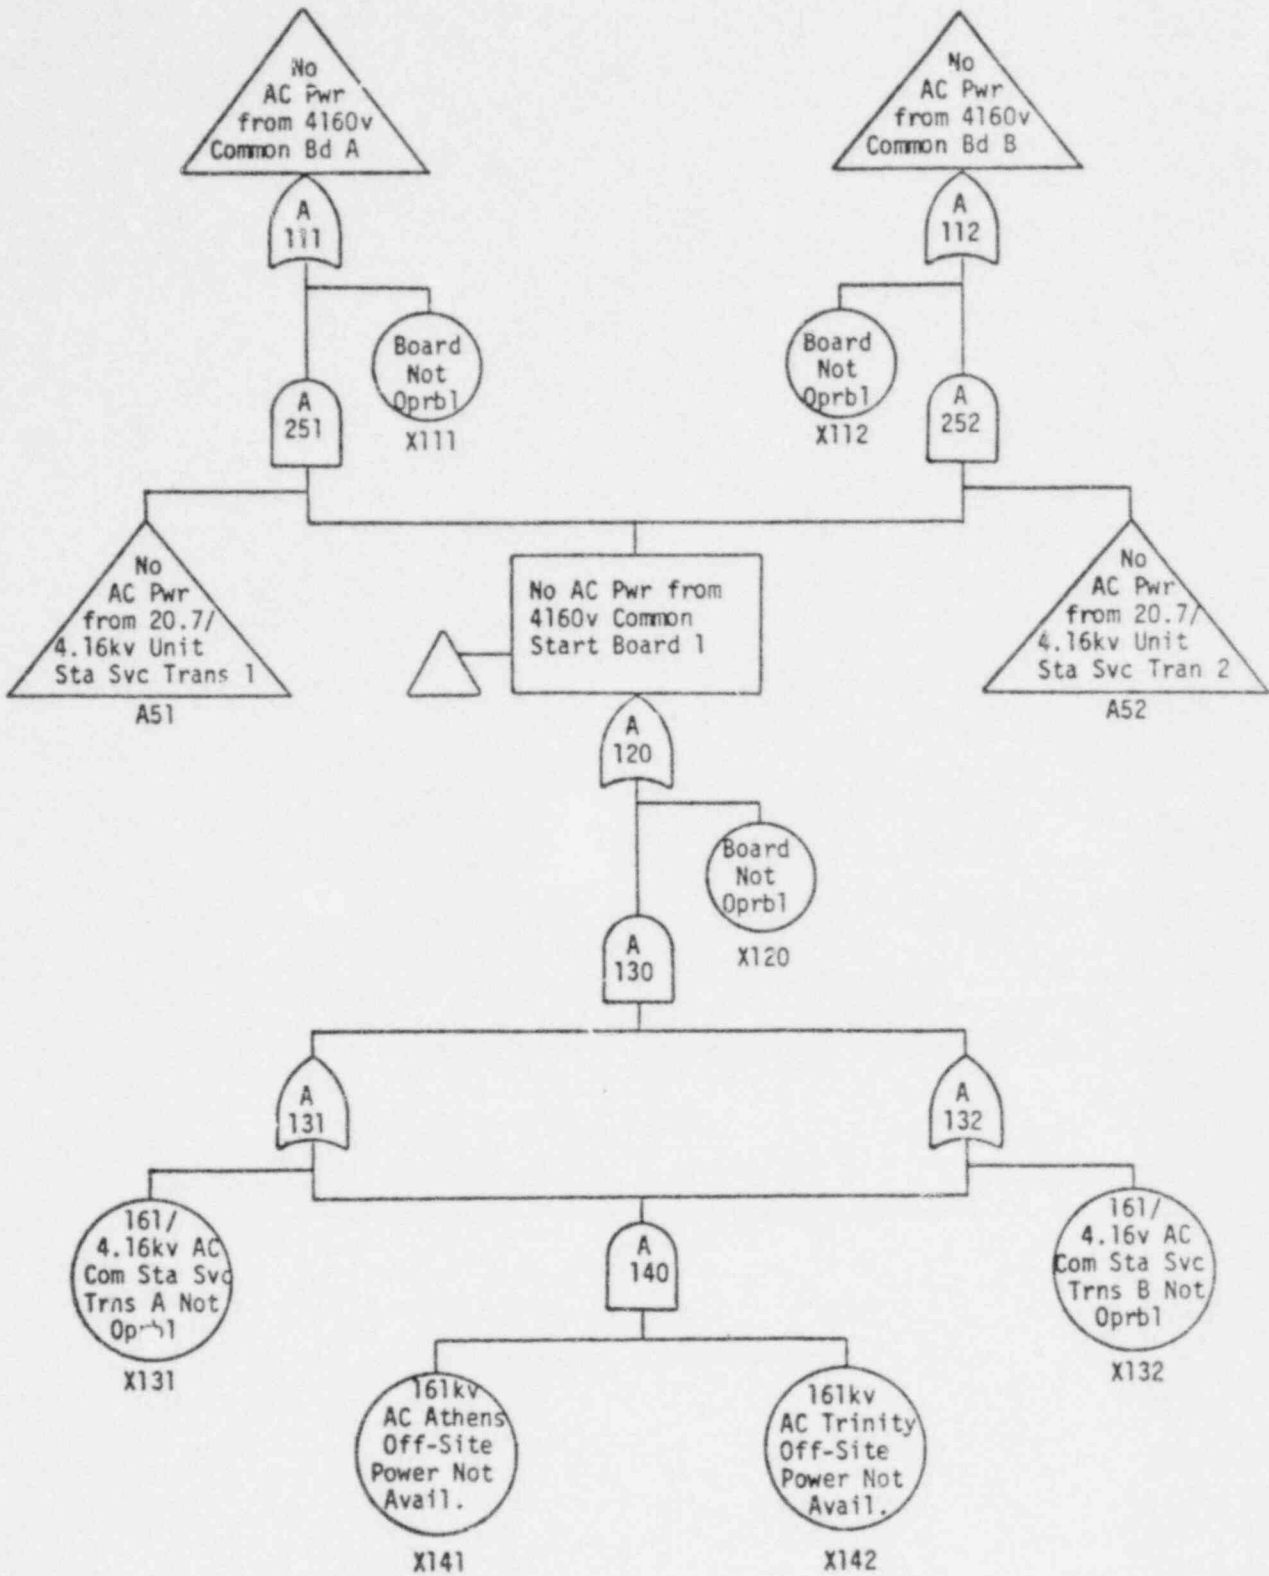 No
AC Pwr
from 4160v
Common Bd A
No
AC Pwr
from 4160v
Common Bd B
A
111
A
112
Board
Not
Oprbl
X111
Board
Not
Oprbl
X112
A
251
A
252
No
AC Pwr
from 20.7/
4.16kv Unit
Sta Svc Trans 1
A51
No AC Pwr from
4160v Common
Start Board 1
No
AC Pwr
from 20.7/
4.16kv Unit
Sta Svc Tran 2
A52
A
120
Board
Not
Oprbl
X120
A
130
A
131
A
132
161/
4.16kv AC
Com Sta Svc
Trns A Not
Oprbl
X131
A
140
161/
4.16v AC
Com Sta Svc
Trns B Not
Oprbl
X132
161kv
AC Athens
Off-Site
Power Not
Avail.
X141
161kv
AC Trinity
Off-Site
Power Not
Avail.
X142